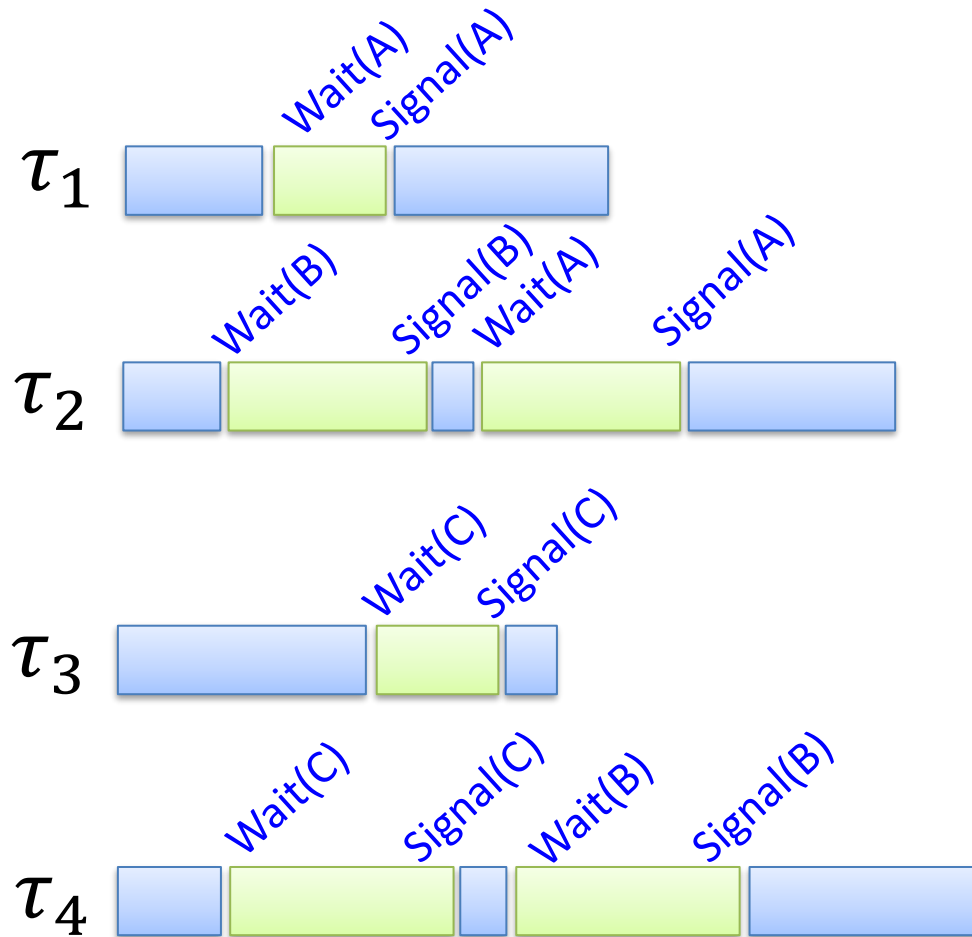 Wait(A) Signal(A)
τ₁
Wait(B) Signal(B) Wait(A) Signal(A)
τ₂
Wait(C) Signal(C)
τ₃
Wait(C) Signal(C) Wait(B) Signal(B)
τ₄